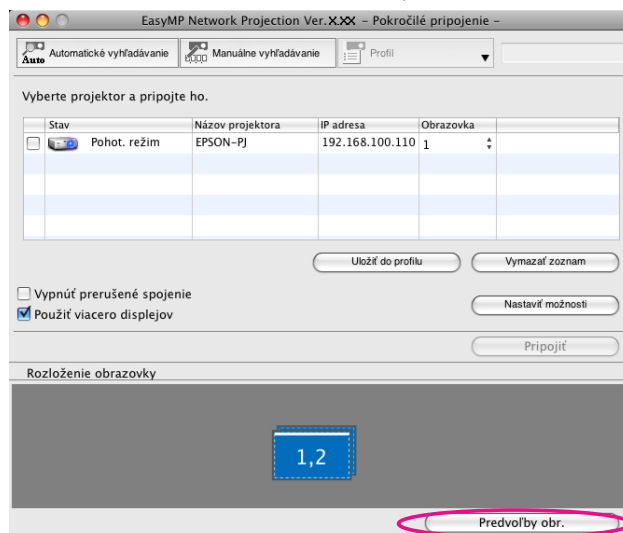 EasyMP Network Projection Ver.X.XX – Pokročilé pripojenie –
Auto Automatické vyhľadávanie Manuálne vyhľadávanie Profil
Vyberte projektor a pripojte ho.
Stav Názov projektora IP adresa Obrazovka
Pohot. režim EPSON-PJ 192.168.100.110 1
Uložiť do profilu Vymazať zoznam
Vypnúť prerušené spojenie
Nastaviť možnosti
Použiť viacero displejov
Pripojiť
Rozloženie obrazovky
1,2
Predvoľby obr.